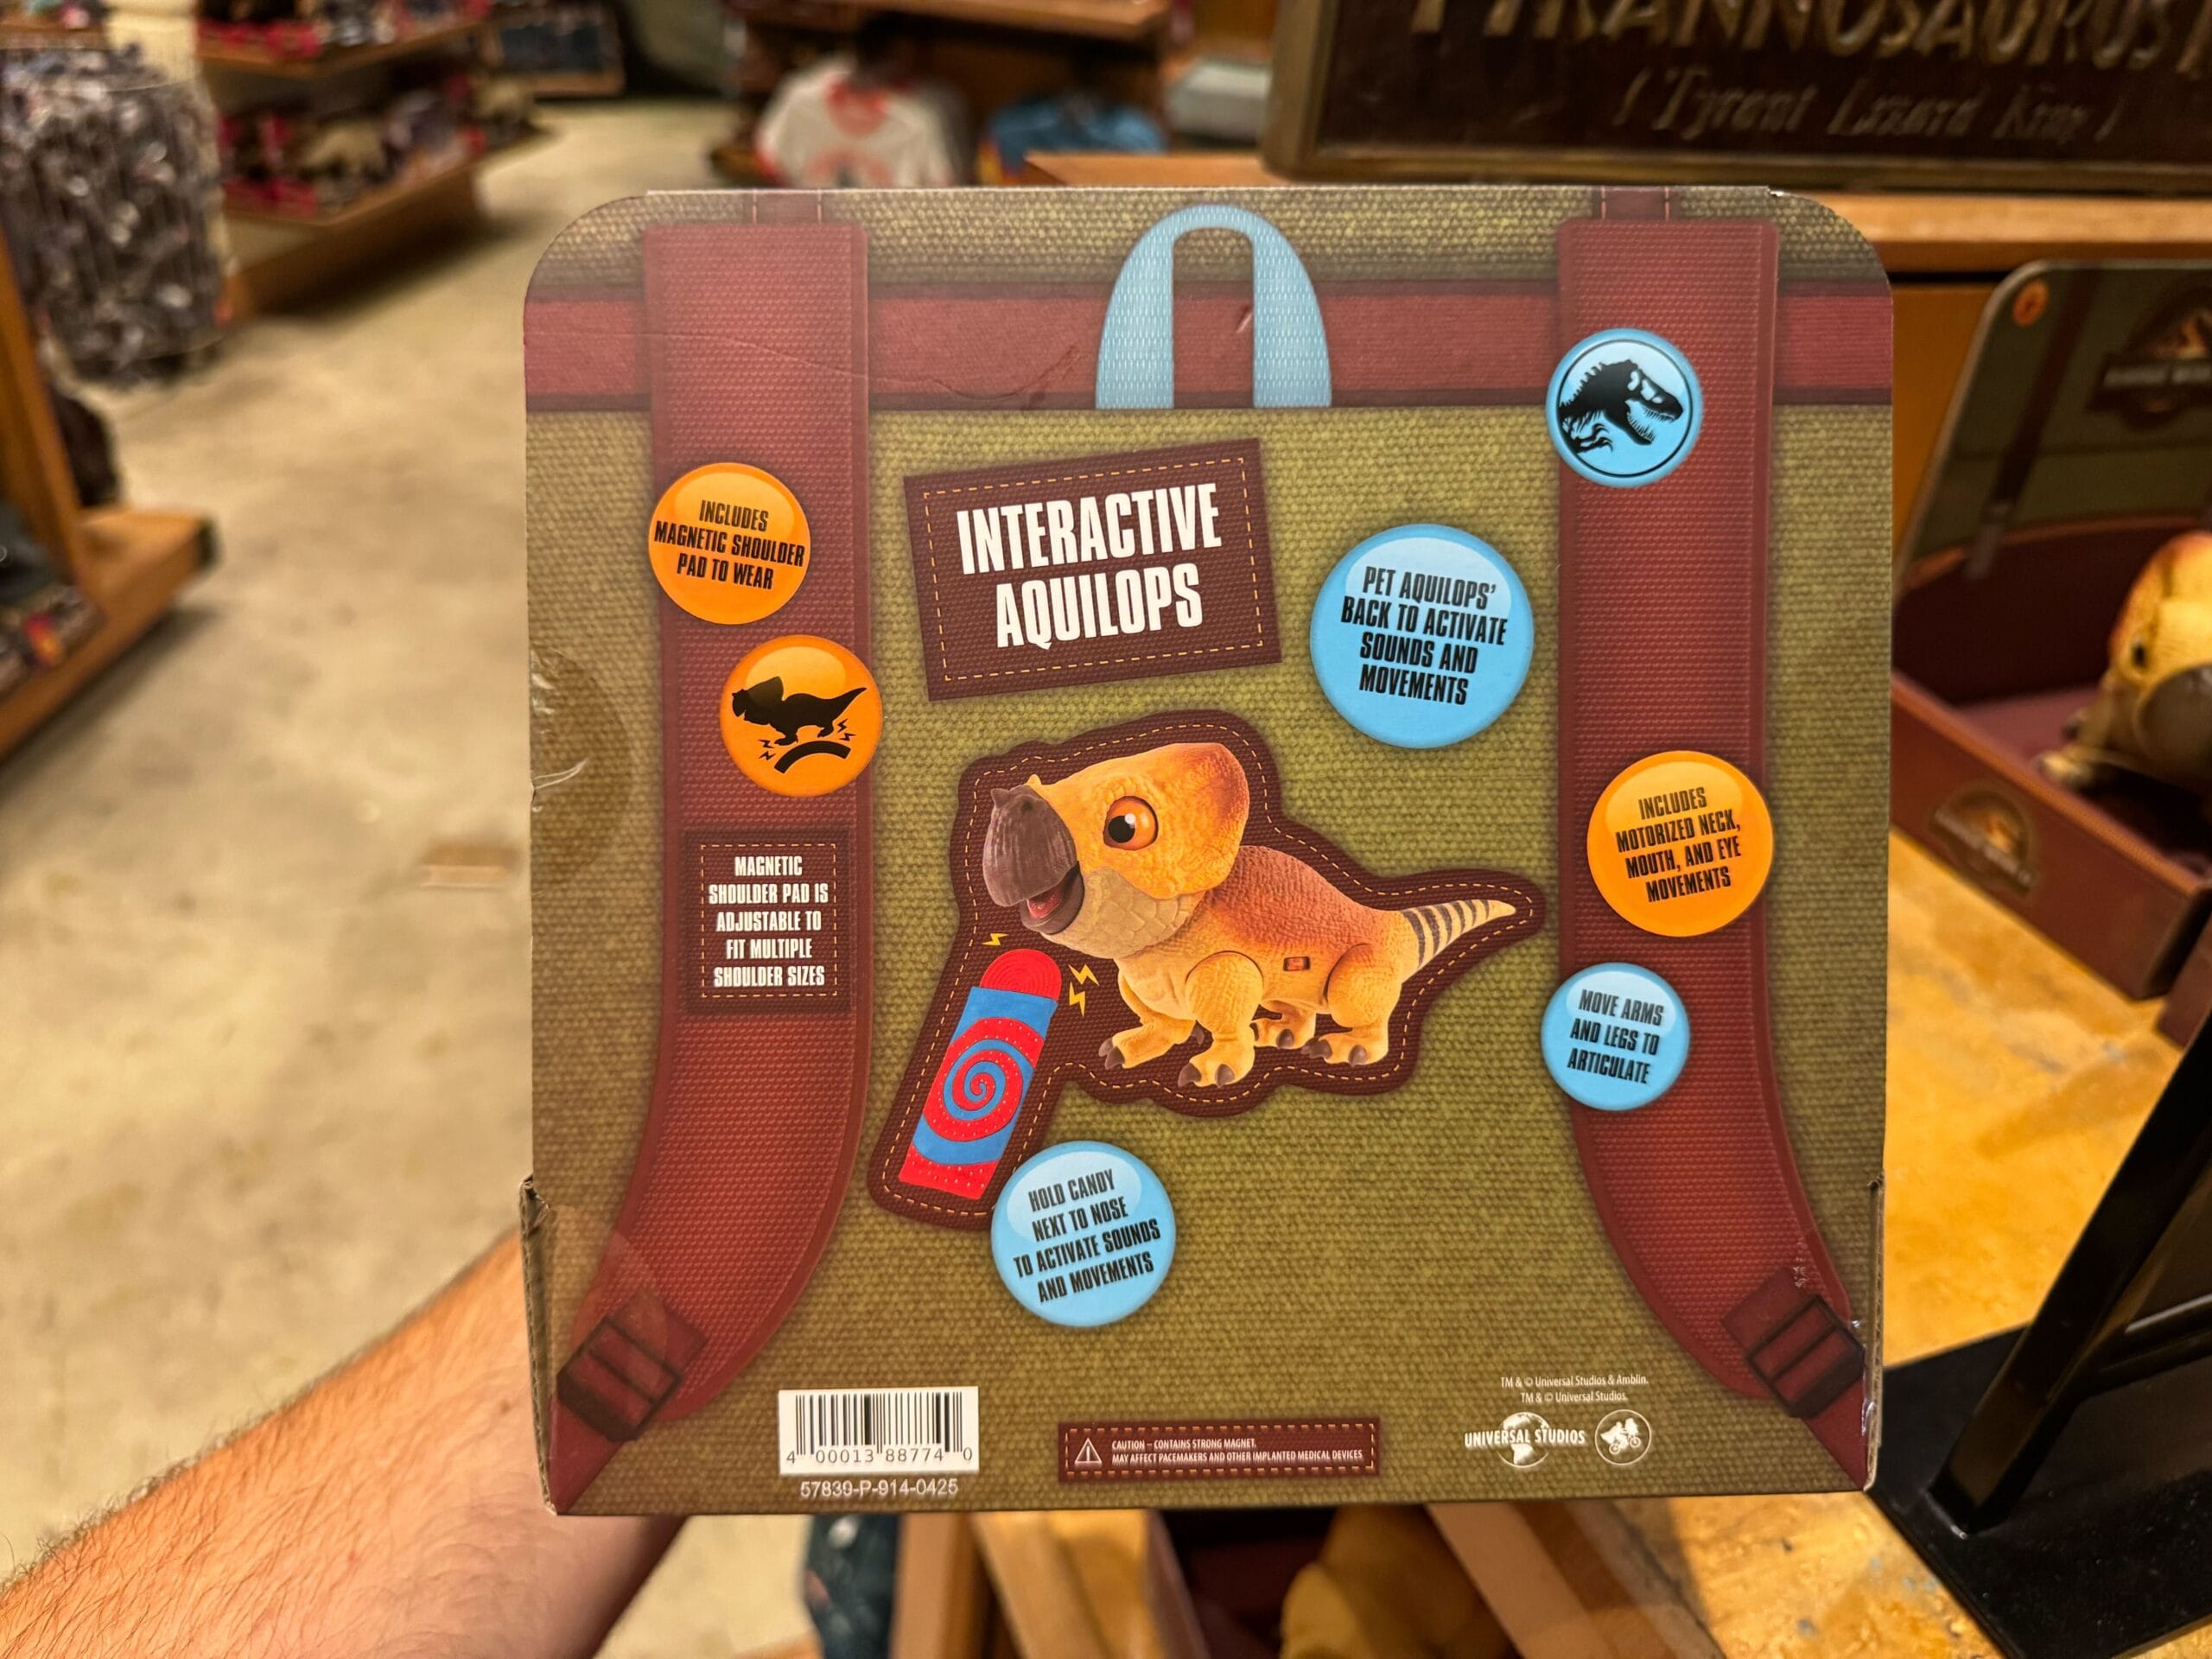 TYRANNOSAURUS
(Tyrant Lizard King)
INTERACTIVE
AQUILOPS
INCLUDES
MAGNETIC SHOULDER
PAD TO WEAR
PET AQUILOPS'
BACK TO ACTIVATE
SOUNDS AND
MOVEMENTS
MAGNETIC
SHOULDER PAD IS
ADJUSTABLE TO
FIT MULTIPLE
SHOULDER SIZES
INCLUDES
MOTORIZED NECK,
MOUTH, AND EYE
MOVEMENTS
MOVE ARMS
AND LEGS TO
ARTICULATE
HOLD CANDY
NEXT TO NOSE
TO ACTIVATE SOUNDS
AND MOVEMENTS
4 00013 88774 0
57839-P-914-0425
CAUTION – CONTAINS STRONG MAGNET.
MAY AFFECT PACEMAKERS AND OTHER IMPLANTED MEDICAL DEVICES
TM & © Universal Studios & Amblin.
TM & © Universal Studios.
UNIVERSAL STUDIOS